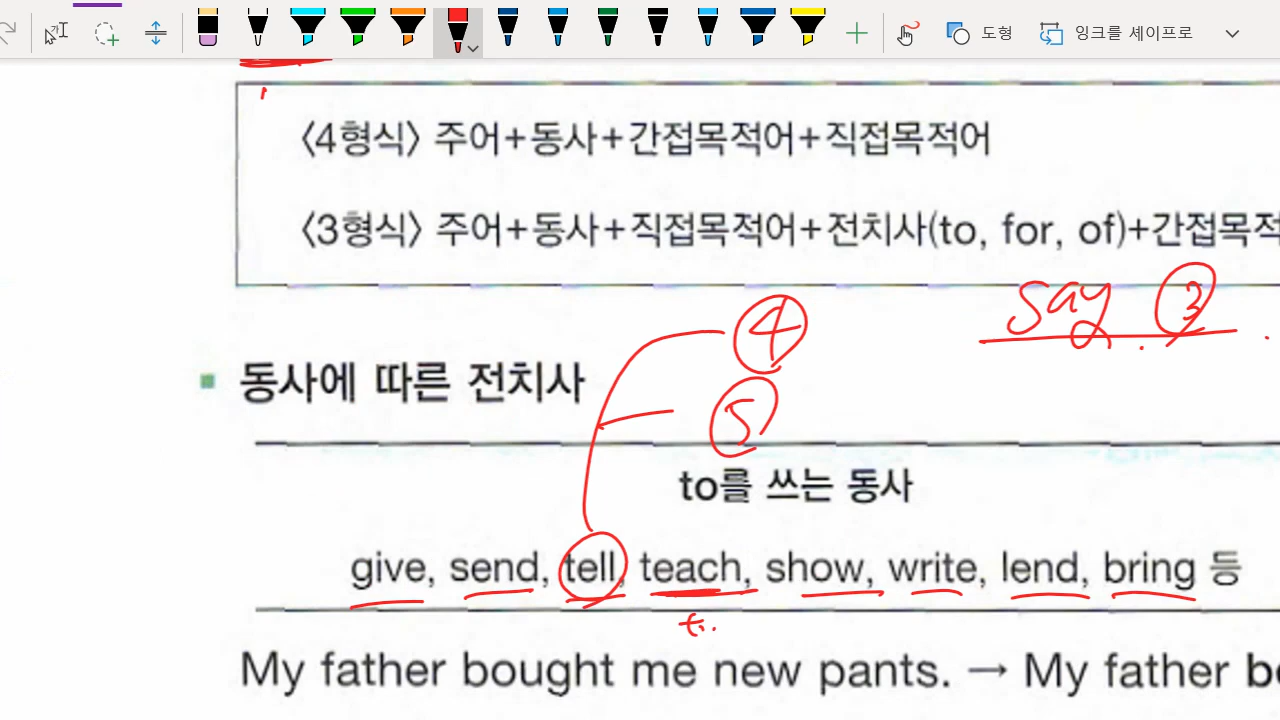 도형 잉크를 셰이프로
〈4형식〉 주어+동사+간접목적어+직접목적어
〈3형식〉 주어+동사+직접목적어+전치사(to, for, of)+간접목적
say ③
④
동사에 따른 전치사
⑤
to를 쓰는 동사
give, send, tell, teach, show, write, lend, bring 등
My father bought me new pants. → My father bo